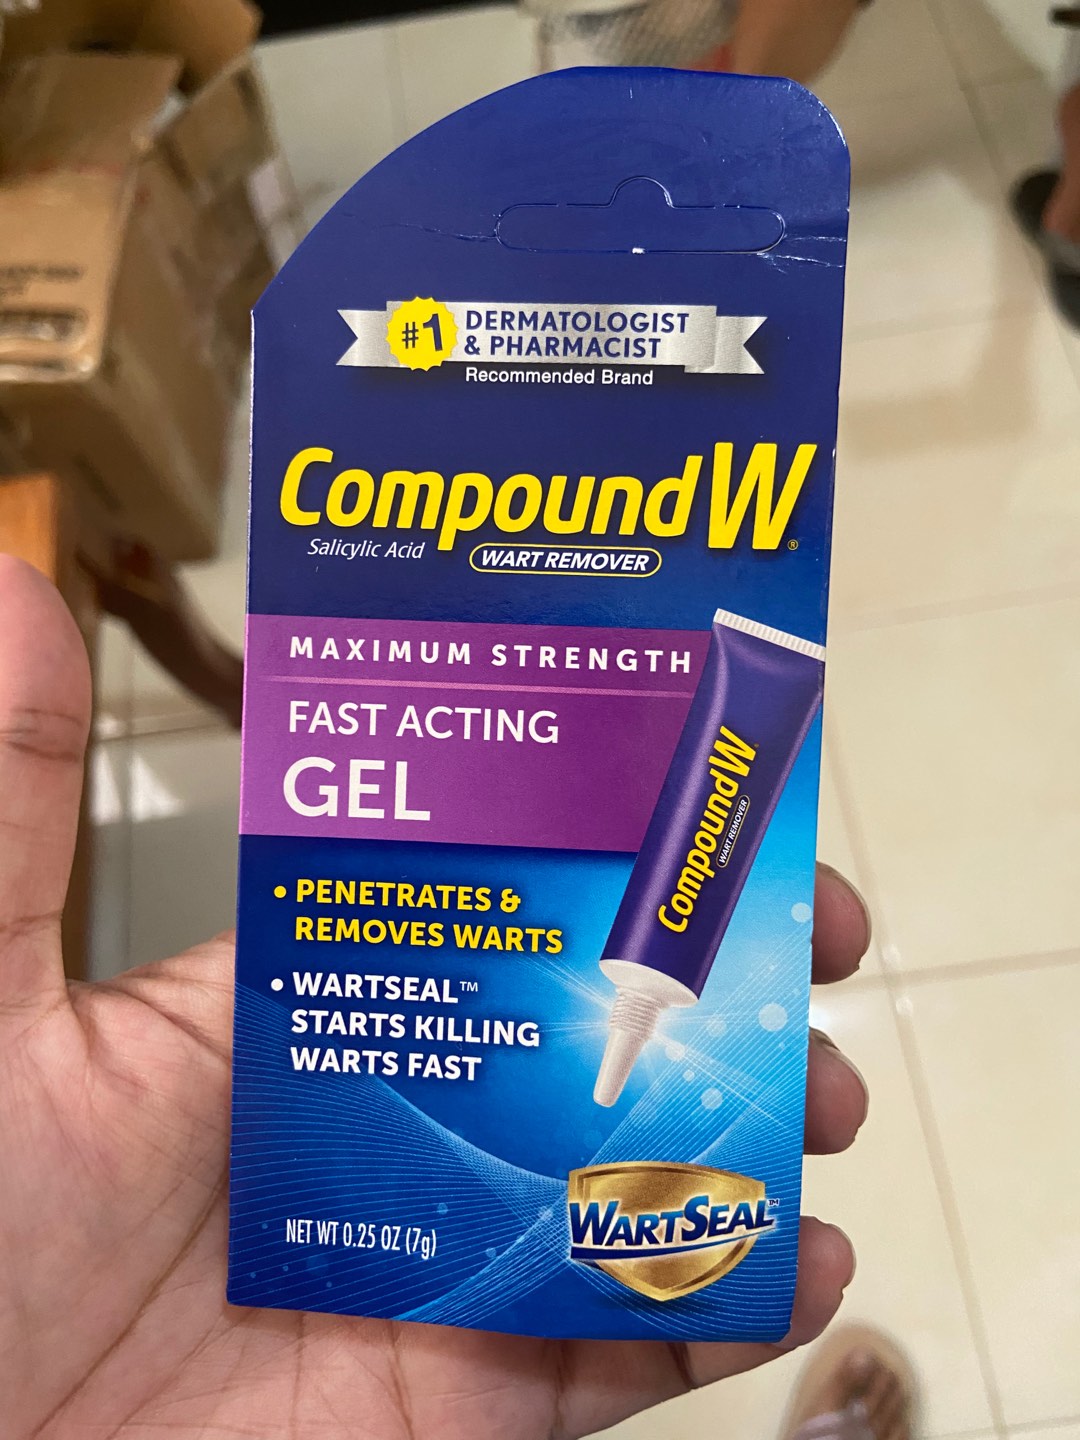 #1 DERMATOLOGIST
& PHARMACIST
Recommended Brand
Compound W®
Salicylic Acid
WART REMOVER
MAXIMUM STRENGTH
FAST ACTING
GEL
Compound W
WART REMOVER
• PENETRATES &
REMOVES WARTS
• WARTSEAL™
STARTS KILLING
WARTS FAST
WARTSEAL™
NET WT 0.25 OZ (7g)